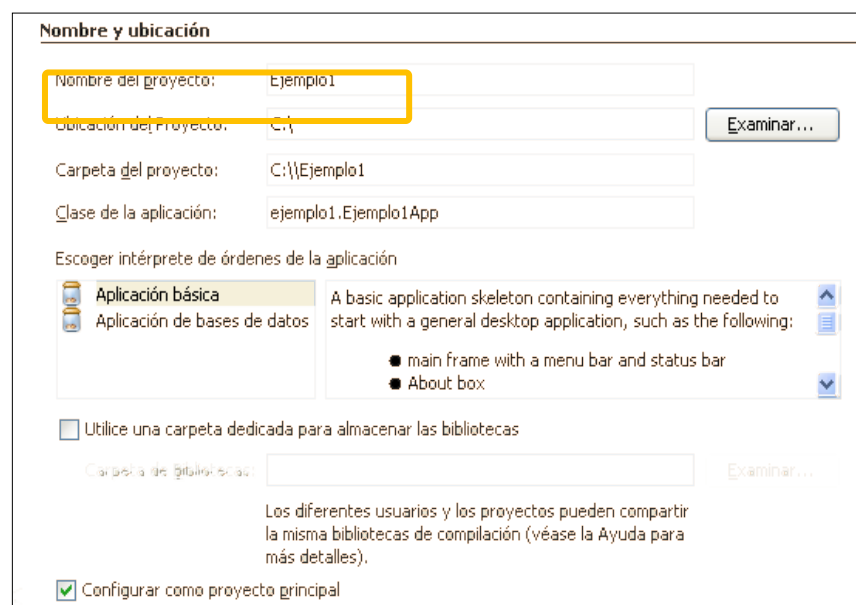 Nombre y ubicación
Nombre del proyecto: Ejemplo1
Ubicación del Proyecto: C:\ Examinar...
Carpeta del proyecto: C:\\Ejemplo1
Clase de la aplicación: ejemplo1.Ejemplo1App
Escoger intérprete de órdenes de la aplicación
Aplicación básica
Aplicación de bases de datos
A basic application skeleton containing everything needed to
start with a general desktop application, such as the following:
● main frame with a menu bar and status bar
● About box
Utilice una carpeta dedicada para almacenar las bibliotecas
Carpeta de Bibliotecas: Examinar...
Los diferentes usuarios y los proyectos pueden compartir
la misma bibliotecas de compilación (véase la Ayuda para
más detalles).
Configurar como proyecto principal